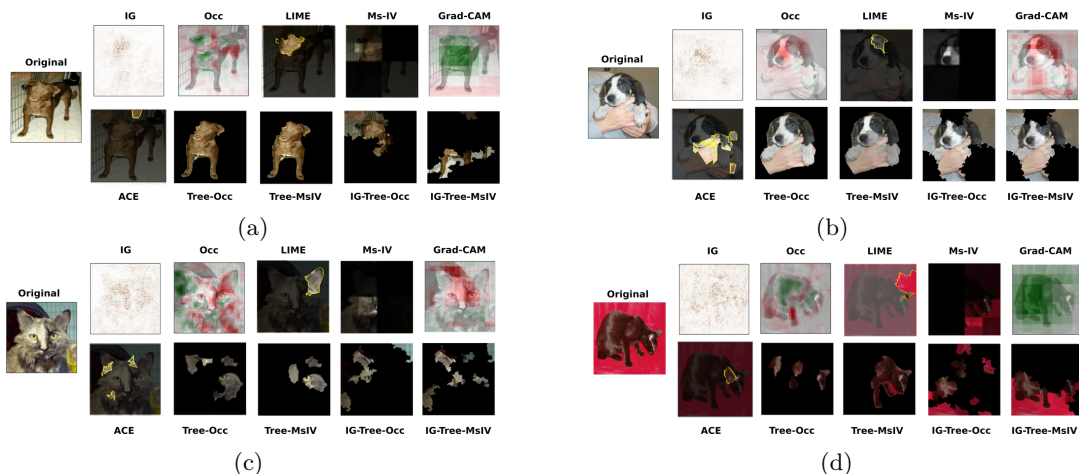 IG Occ LIME Ms-IV Grad-CAM
Original
ACE Tree-Occ Tree-MsIV IG-Tree-Occ IG-Tree-MsIV
(a)
IG Occ LIME Ms-IV Grad-CAM
Original
ACE Tree-Occ Tree-MsIV IG-Tree-Occ IG-Tree-MsIV
(b)
IG Occ LIME Ms-IV Grad-CAM
Original
ACE Tree-Occ Tree-MsIV IG-Tree-Occ IG-Tree-MsIV
(c)
IG Occ LIME Ms-IV Grad-CAM
Original
ACE Tree-Occ Tree-MsIV IG-Tree-Occ IG-Tree-MsIV
(d)